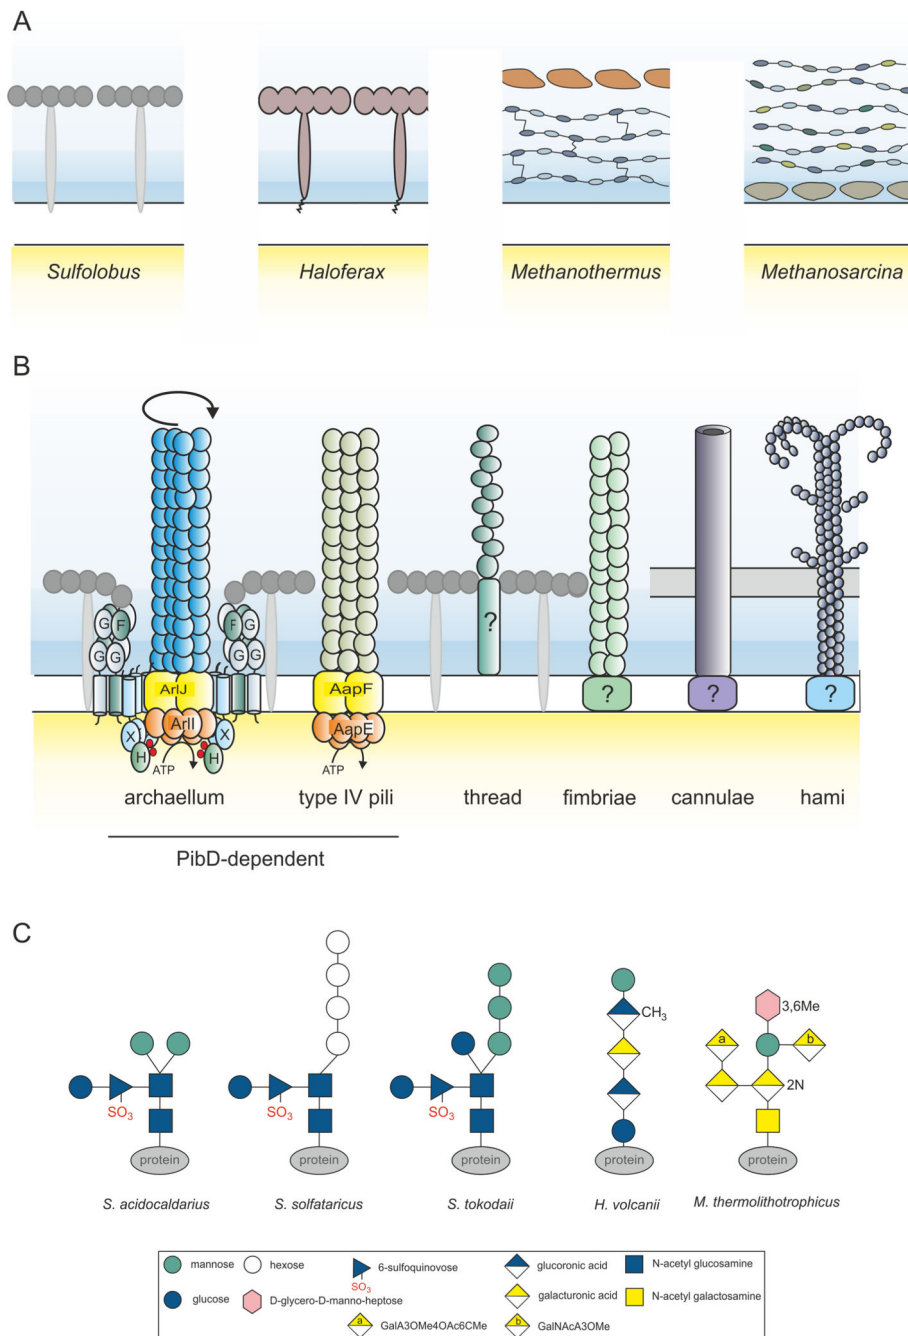 A
Sulfolobus
Haloferax
Methanothermus
Methanosarcina
B
G F
F G
G G
G G
ArlJ
AapF
?
?
?
?
ArlI
AapE
X
X
H
H
ATP
ATP
archaellum
type IV pili
thread
fimbriae
cannulae
hami
PibD-dependent
C
3,6Me
CH3
a
b
2N
SO3
SO3
SO3
protein
protein
protein
protein
protein
S. acidocaldarius
S. solfataricus
S. tokodaii
H. volcanii
M. thermolithotrophicus
mannose
hexose
6-sulfoquinovose
glucoronic acid
N-acetyl glucosamine
SO3
glucose
D-glycero-D-manno-heptose
galacturonic acid
N-acetyl galactosamine
a
b
GalA3OMe4OAc6CMe
GalNAcA3OMe